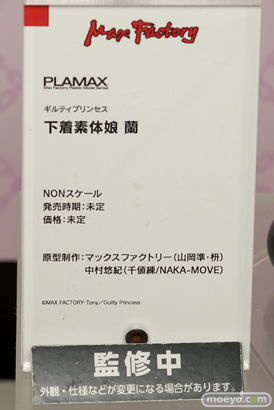 Max Factory
PLAMAX
Max Factory Plastic Model Series
ギルティプリンセス
下着素体娘 蘭
NONスケール
発売時期：未定
価格：未定
原型制作：マックスファクトリー（山岡準・枡）
中村悠紀（千値練/NAKA-MOVE）
©MAX FACTORY・Tony/Guilty Princess
監修中
外観・仕様などが変更になる場合があります。
moeyo.com